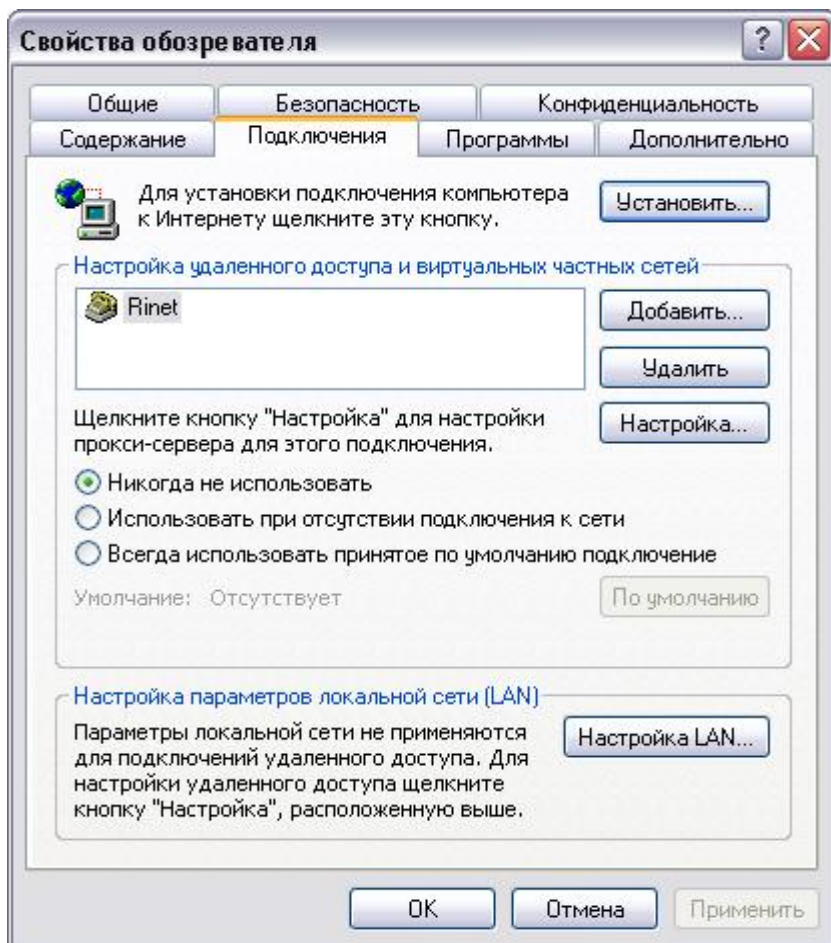 Свойства обозревателя
?
Общие Безопасность Конфиденциальность
Содержание Подключения Программы Дополнительно
Для установки подключения компьютера
к Интернету щелкните эту кнопку.
Установить...
Настройка удаленного доступа и виртуальных частных сетей
Rinet
Добавить...
Удалить
Щелкните кнопку "Настройка" для настройки
прокси-сервера для этого подключения.
Настройка...
Никогда не использовать
Использовать при отсутствии подключения к сети
Всегда использовать принятое по умолчанию подключение
Умолчание: Отсутствует
По умолчанию
Настройка параметров локальной сети (LAN)
Параметры локальной сети не применяются
для подключений удаленного доступа. Для
настройки удаленного доступа щелкните
кнопку "Настройка", расположенную выше.
Настройка LAN...
OK Отмена Применить